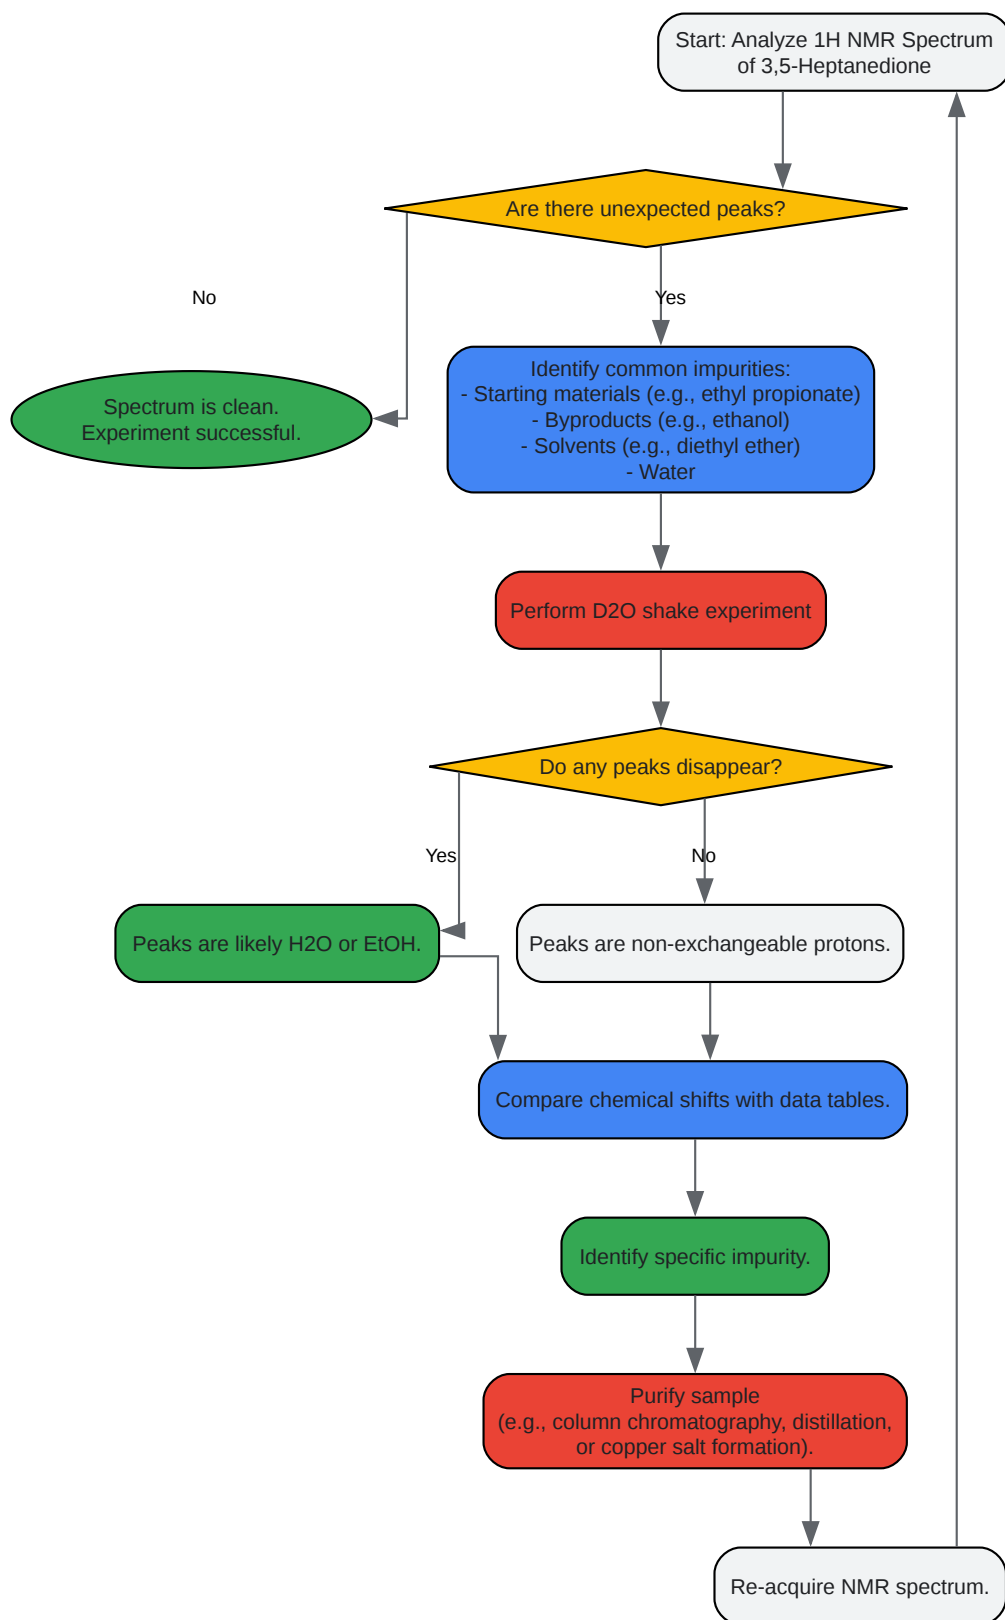 Start: Analyze 1H NMR Spectrum
of 3,5-Heptanedione
Are there unexpected peaks?
No
Yes
Identify common impurities:
- Starting materials (e.g., ethyl propionate)
- Byproducts (e.g., ethanol)
- Solvents (e.g., diethyl ether)
- Water
Spectrum is clean.
Experiment successful.
Perform D2O shake experiment
Do any peaks disappear?
Yes
No
Peaks are likely H2O or EtOH.
Peaks are non-exchangeable protons.
Compare chemical shifts with data tables.
Identify specific impurity.
Purify sample
(e.g., column chromatography, distillation,
or copper salt formation).
Re-acquire NMR spectrum.